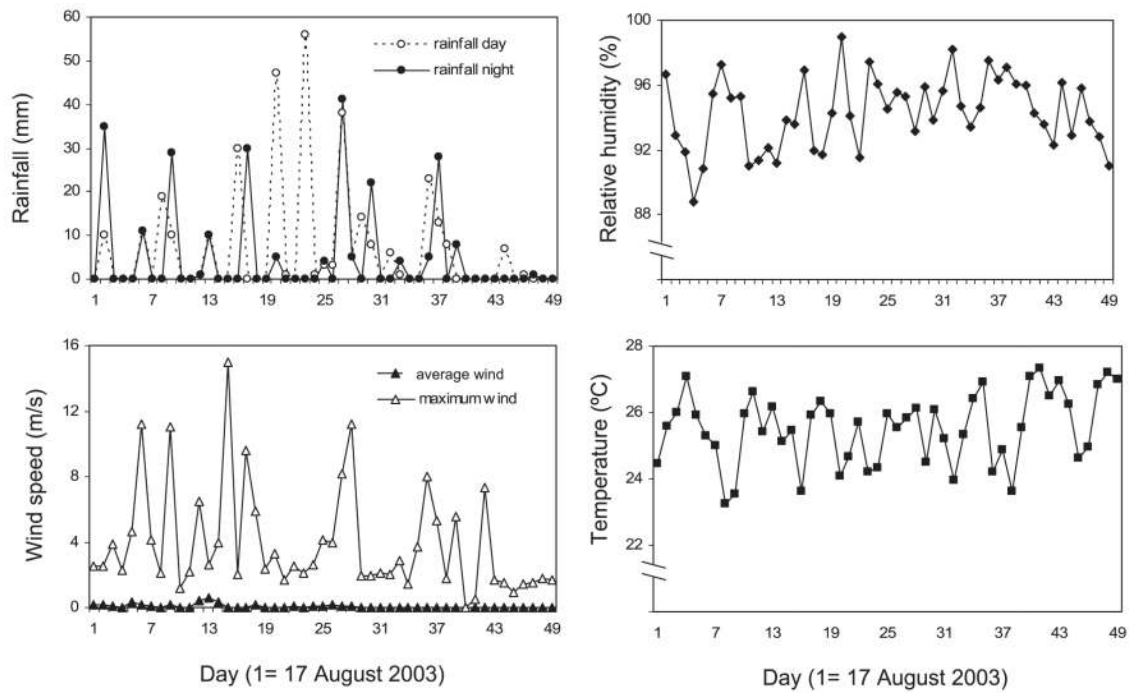 60
50
40
30
20
10
0
Rainfall (mm)
rainfall day
rainfall night
1 7 13 19 25 31 37 43 49
100
96
92
88
Relative humidity (%)
1 7 13 19 25 31 37 43 49
16
12
8
4
0
Wind speed (m/s)
average wind
maximum wind
1 7 13 19 25 31 37 43 49
Day (1= 17 August 2003)
28
26
24
22
Temperature (ºC)
1 7 13 19 25 31 37 43 49
Day (1= 17 August 2003)